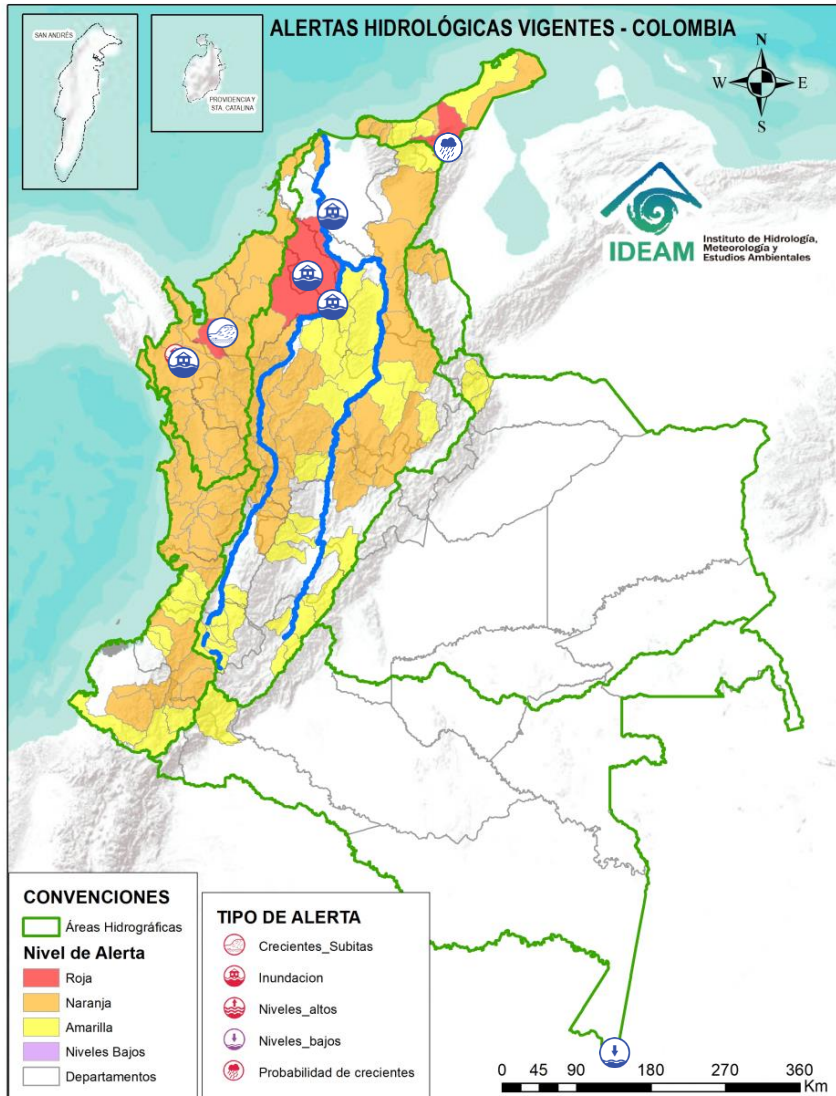 ALERTAS HIDROLÓGICAS VIGENTES - COLOMBIA
SAN ANDRÉS
PROVIDENCIA Y
STA. CATALINA
N
W
E
S
IDEAM
Instituto de Hidrología,
Meteorología y
Estudios Ambientales
CONVENCIONES
Áreas Hidrográficas
Nivel de Alerta
Roja
Naranja
Amarilla
Niveles Bajos
Departamentos
TIPO DE ALERTA
Crecientes_Subitas
Inundacion
Niveles_altos
Niveles_bajos
Probabilidad de crecientes
0 45 90 180 270 360
Km